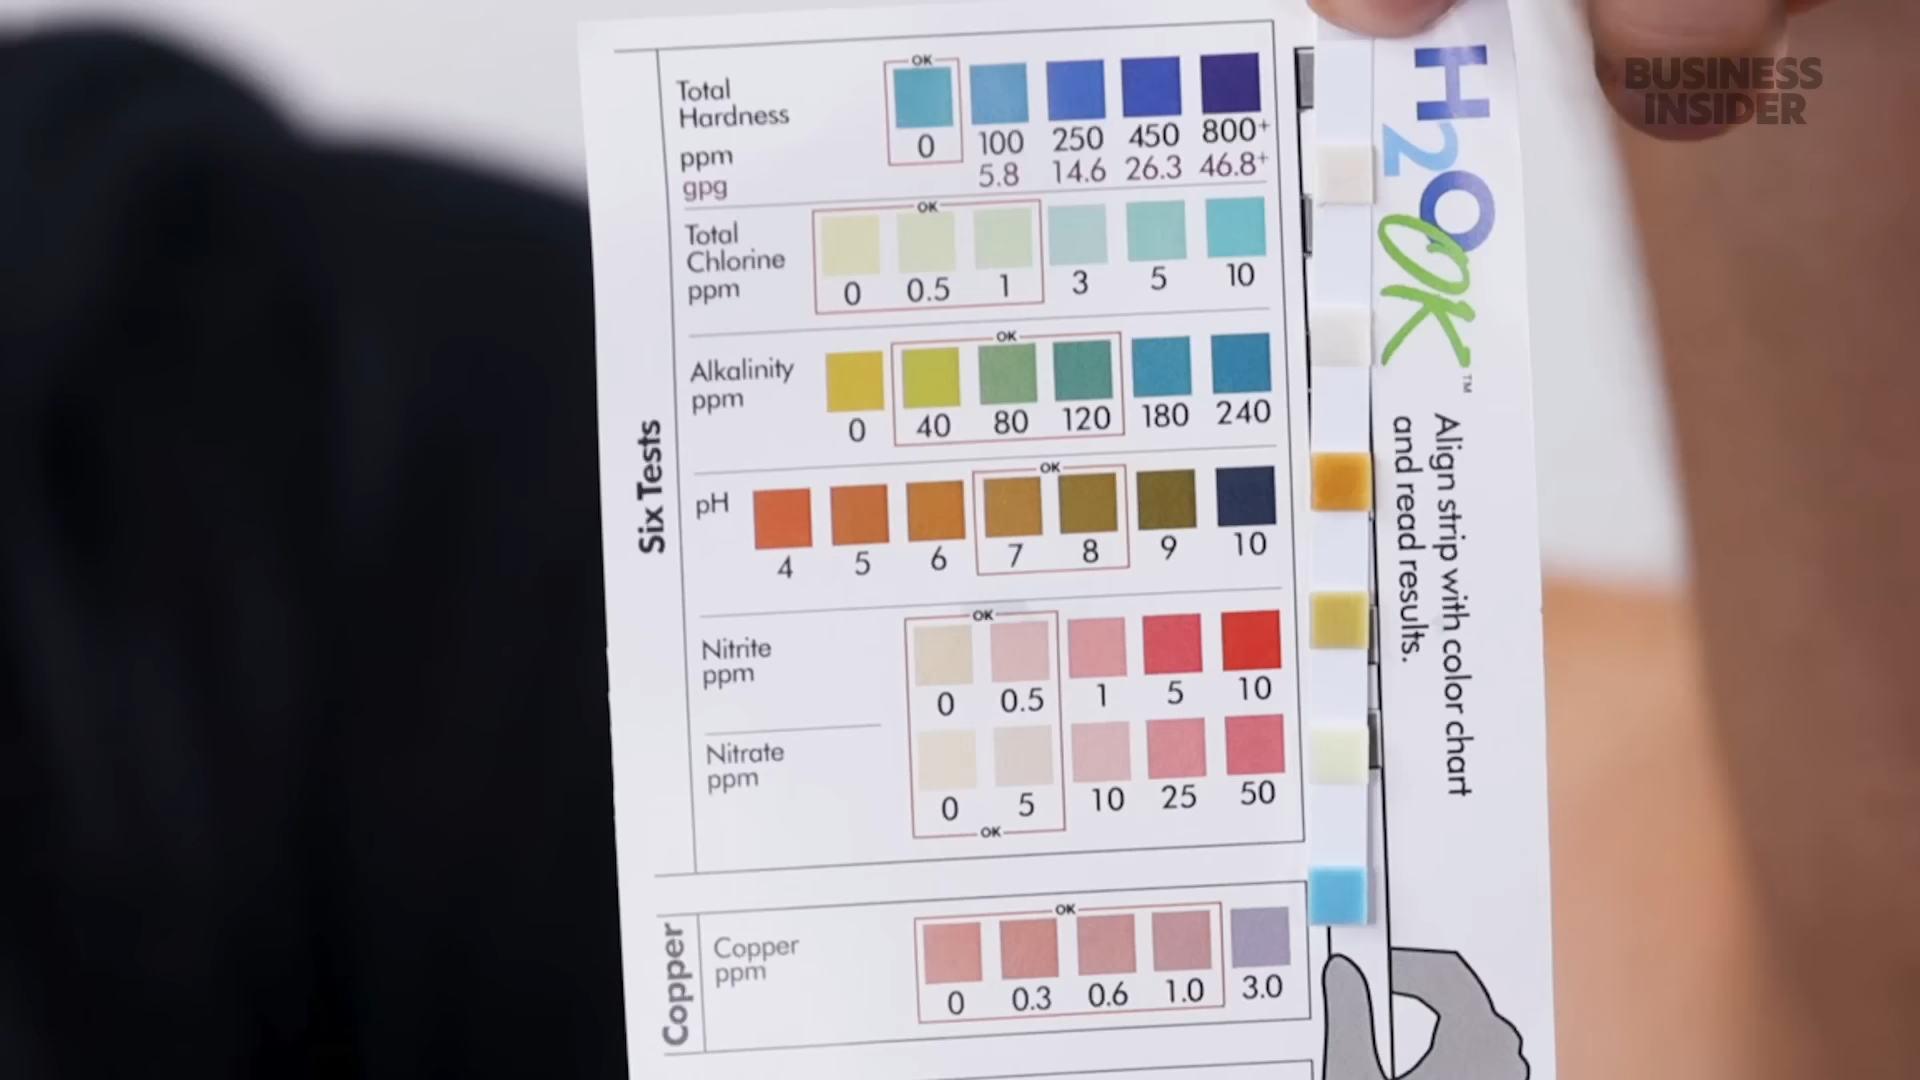 BUSINESS
INSIDER
Six Tests
Total
Hardness
ppm
gpg
OK
0 100 250 450 800+
5.8 14.6 26.3 46.8+
Total
Chlorine
ppm
OK
0 0.5 1 3 5 10
Alkalinity
ppm
OK
0 40 80 120 180 240
pH
OK
4 5 6 7 8 9 10
Nitrite
ppm
OK
0 0.5 1 5 10
Nitrate
ppm
0 5 10 25 50
OK
Copper
Copper
ppm
OK
0 0.3 0.6 1.0 3.0
H2O
OK™
Align strip with color chart
and read results.